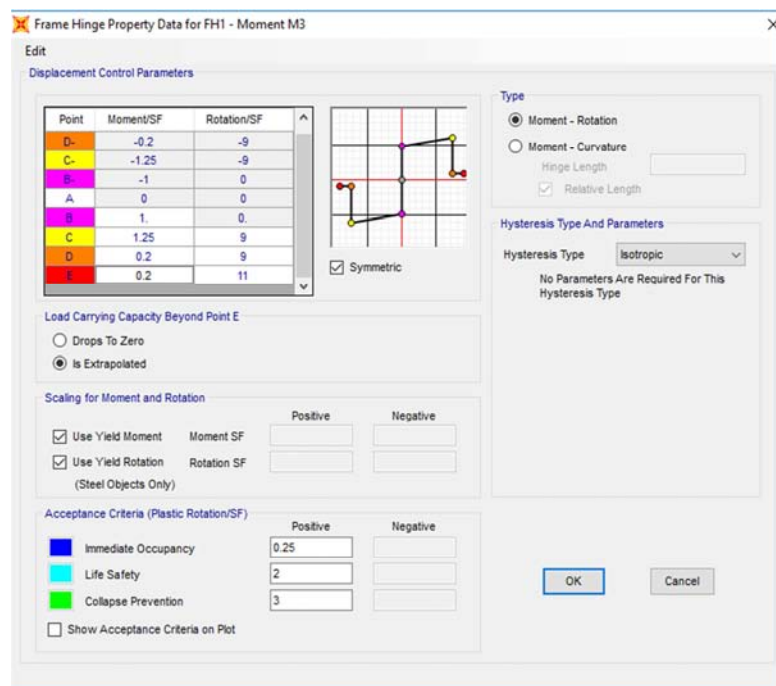 Frame Hinge Property Data for FH1 - Moment M3
Edit
Displacement Control Parameters
Point Moment/SF Rotation/SF
D- -0.2 -9
C- -1.25 -9
B- -1 0
A 0 0
B 1. 0.
C 1.25 9
D 0.2 9
E 0.2 11
Symmetric
Load Carrying Capacity Beyond Point E
Drops To Zero
Is Extrapolated
Scaling for Moment and Rotation
Positive Negative
Use Yield Moment Moment SF
Use Yield Rotation Rotation SF
(Steel Objects Only)
Acceptance Criteria (Plastic Rotation/SF)
Positive Negative
Immediate Occupancy 0.25
Life Safety 2
Collapse Prevention 3
Show Acceptance Criteria on Plot
Type
Moment - Rotation
Moment - Curvature
Hinge Length
Relative Length
Hysteresis Type And Parameters
Hysteresis Type Isotropic
No Parameters Are Required For This
Hysteresis Type
OK Cancel